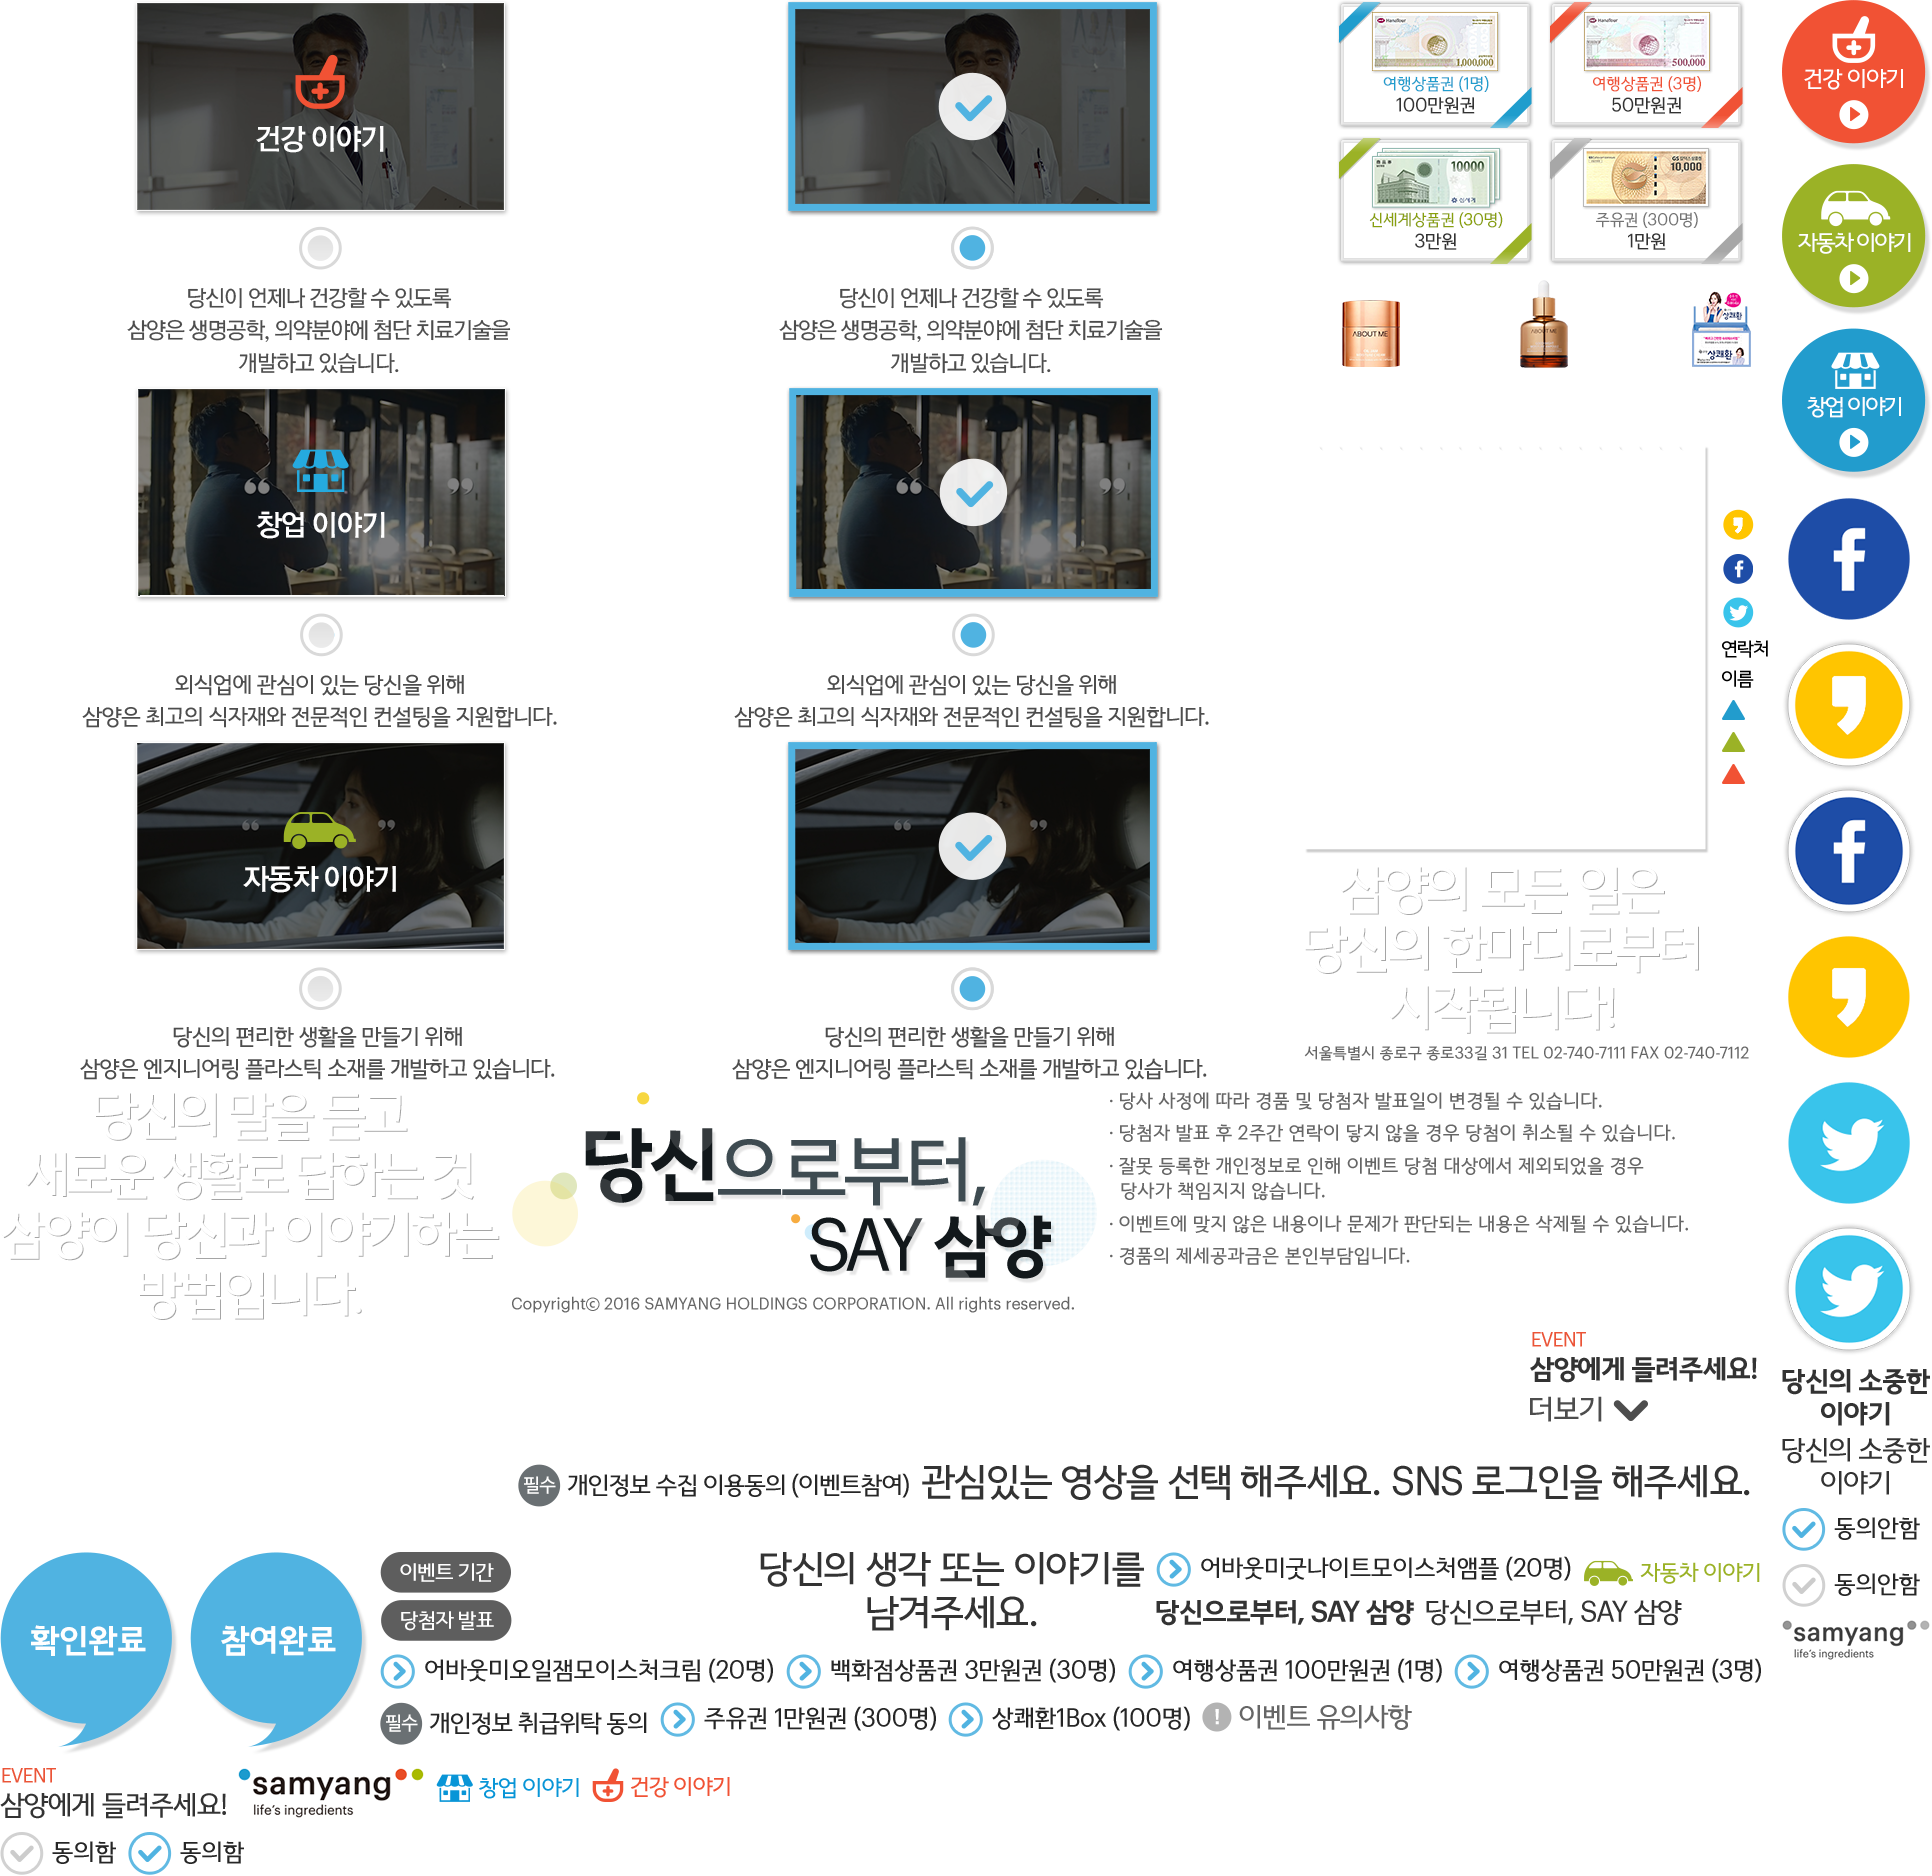 건강 이야기
당신이 언제나 건강할 수 있도록
삼양은 생명공학, 의약분야에 첨단 치료기술을
개발하고 있습니다.
창업 이야기
외식업에 관심이 있는 당신을 위해
삼양은 최고의 식자재와 전문적인 컨설팅을 지원합니다.
자동차 이야기
당신의 편리한 생활을 만들기 위해
삼양은 엔지니어링 플라스틱 소재를 개발하고 있습니다.
당신이 언제나 건강할 수 있도록
삼양은 생명공학, 의약분야에 첨단 치료기술을
개발하고 있습니다.
외식업에 관심이 있는 당신을 위해
삼양은 최고의 식자재와 전문적인 컨설팅을 지원합니다.
당신의 편리한 생활을 만들기 위해
삼양은 엔지니어링 플라스틱 소재를 개발하고 있습니다.
1,000,000
여행상품권 (1명)
100만원권
500,000
여행상품권 (3명)
50만원권
10000
신세계
신세계상품권 (30명)
3만원
10,000
주유권 (300명)
1만원
ABOUT ME
ABOUT ME
상쾌환
상쾌환
건강 이야기
자동차 이야기
창업 이야기
연락처
이름
삼양의 모든 일은
당신의 한마디로부터
시작됩니다!
서울특별시 종로구 종로33길 31 TEL 02-740-7111 FAX 02-740-7112
당신의 말을 듣고
새로운 생활로 답하는 것
삼양이 당신과 이야기하는
방법입니다.
당신으로부터,
SAY 삼양
Copyright© 2016 SAMYANG HOLDINGS CORPORATION. All rights reserved.
· 당사 사정에 따라 경품 및 당첨자 발표일이 변경될 수 있습니다.
· 당첨자 발표 후 2주간 연락이 닿지 않을 경우 당첨이 취소될 수 있습니다.
· 잘못 등록한 개인정보로 인해 이벤트 당첨 대상에서 제외되었을 경우
당사가 책임지지 않습니다.
· 이벤트에 맞지 않은 내용이나 문제가 판단되는 내용은 삭제될 수 있습니다.
· 경품의 제세공과금은 본인부담입니다.
EVENT
삼양에게 들려주세요!
더보기
당신의 소중한
이야기
당신의 소중한
이야기
필수 개인정보 수집 이용동의 (이벤트참여) 관심있는 영상을 선택 해주세요. SNS 로그인을 해주세요.
동의안함
동의안함
samyang
life's ingredients
확인완료
참여완료
이벤트 기간
당첨자 발표
당신의 생각 또는 이야기를
남겨주세요.
어바웃미굿나이트모이스처앰플 (20명) 자동차 이야기
당신으로부터, SAY 삼양 당신으로부터, SAY 삼양
어바웃미오일잼모이스처크림 (20명) 백화점상품권 3만원권 (30명) 여행상품권 100만원권 (1명) 여행상품권 50만원권 (3명)
필수 개인정보 취급위탁 동의 주유권 1만원권 (300명) 상쾌환1Box (100명) ! 이벤트 유의사항
EVENT
삼양에게 들려주세요!
samyang
life's ingredients
창업 이야기 건강 이야기
동의함 동의함